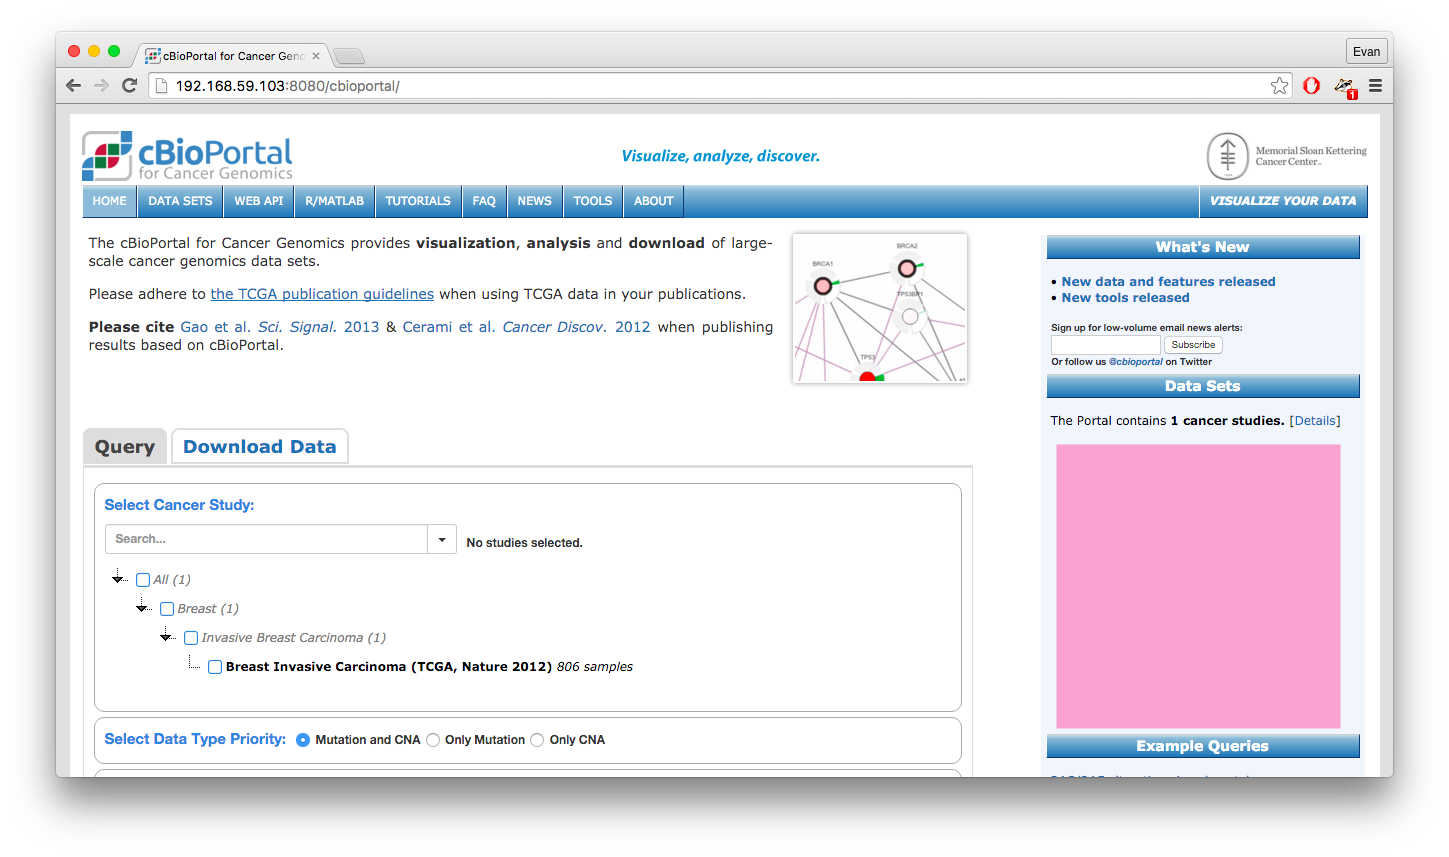 cBioPortal for Cancer Geno
Evan
192.168.59.103:8080/cbioportal/
1
cBioPortal
for Cancer Genomics
Visualize, analyze, discover.
Memorial Sloan Kettering
Cancer Center
HOME
DATA SETS
WEB API
R/MATLAB
TUTORIALS
FAQ
NEWS
TOOLS
ABOUT
VISUALIZE YOUR DATA
The cBioPortal for Cancer Genomics provides visualization, analysis and download of large-
scale cancer genomics data sets.
Please adhere to the TCGA publication guidelines when using TCGA data in your publications.
Please cite Gao et al. Sci. Signal. 2013 & Cerami et al. Cancer Discov. 2012 when publishing
results based on cBioPortal.
BRCA2
BRCA1
TP53BP1
TP53
What's New
• New data and features released
• New tools released
Sign up for low-volume email news alerts:
Subscribe
Or follow us @cbioportal on Twitter
Data Sets
The Portal contains 1 cancer studies. [Details]
Example Queries
Query
Download Data
Select Cancer Study:
Search...
No studies selected.
All (1)
Breast (1)
Invasive Breast Carcinoma (1)
Breast Invasive Carcinoma (TCGA, Nature 2012) 806 samples
Select Data Type Priority:
Mutation and CNA
Only Mutation
Only CNA